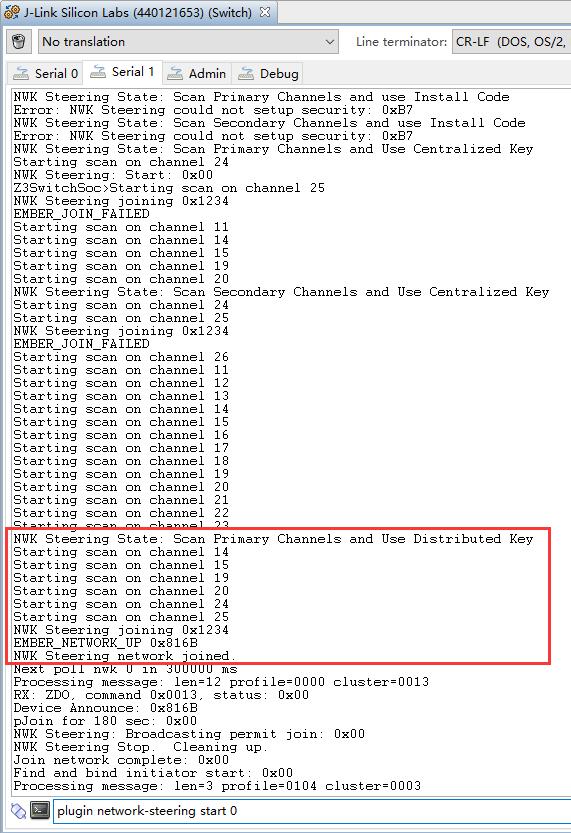 J-Link Silicon Labs (440121653) (Switch)
No translation
Line terminator: CR-LF (DOS, OS/2,
Serial 0 Serial 1 Admin Debug
NWK Steering State: Scan Primary Channels and use Install Code
Error: NWK Steering could not setup security: 0xB7
NWK Steering State: Scan Secondary Channels and use Install Code
Error: NWK Steering could not setup security: 0xB7
NWK Steering State: Scan Primary Channels and Use Centralized Key
Starting scan on channel 24
NWK Steering: Start: 0x00
Z3SwitchSoc>Starting scan on channel 25
NWK Steering joining 0x1234
EMBER_JOIN_FAILED
Starting scan on channel 11
Starting scan on channel 14
Starting scan on channel 15
Starting scan on channel 19
Starting scan on channel 20
NWK Steering State: Scan Secondary Channels and Use Centralized Key
Starting scan on channel 24
Starting scan on channel 25
NWK Steering joining 0x1234
EMBER_JOIN_FAILED
Starting scan on channel 26
Starting scan on channel 11
Starting scan on channel 12
Starting scan on channel 13
Starting scan on channel 14
Starting scan on channel 15
Starting scan on channel 16
Starting scan on channel 17
Starting scan on channel 18
Starting scan on channel 19
Starting scan on channel 20
Starting scan on channel 21
Starting scan on channel 22
Starting scan on channel 23
NWK Steering State: Scan Primary Channels and Use Distributed Key
Starting scan on channel 14
Starting scan on channel 15
Starting scan on channel 19
Starting scan on channel 20
Starting scan on channel 24
Starting scan on channel 25
NWK Steering joining 0x1234
EMBER_NETWORK_UP 0x816B
NWK Steering network joined.
Next poll nwk 0 in 300000 ms
Processing message: len=12 profile=0000 cluster=0013
RX: ZDO, command 0x0013, status: 0x00
Device Announce: 0x816B
pJoin for 180 sec: 0x00
NWK Steering: Broadcasting permit join: 0x00
NWK Steering Stop.  Cleaning up.
Join network complete: 0x00
Find and bind initiator start: 0x00
Processing message: len=3 profile=0104 cluster=0003
plugin network-steering start 0